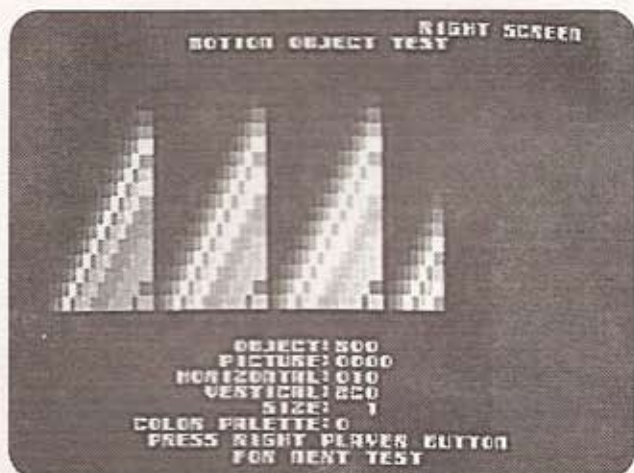 RIGHT SCREEN
MOTION OBJECT TEST
OBJECT:
PICTURE:0000
HORIZONTAL:010
VERTICAL:
SIZE: 1
COLOR PALETTE:0
PRESS RIGHT PLAYER BUTTON
FOR NEXT TEST